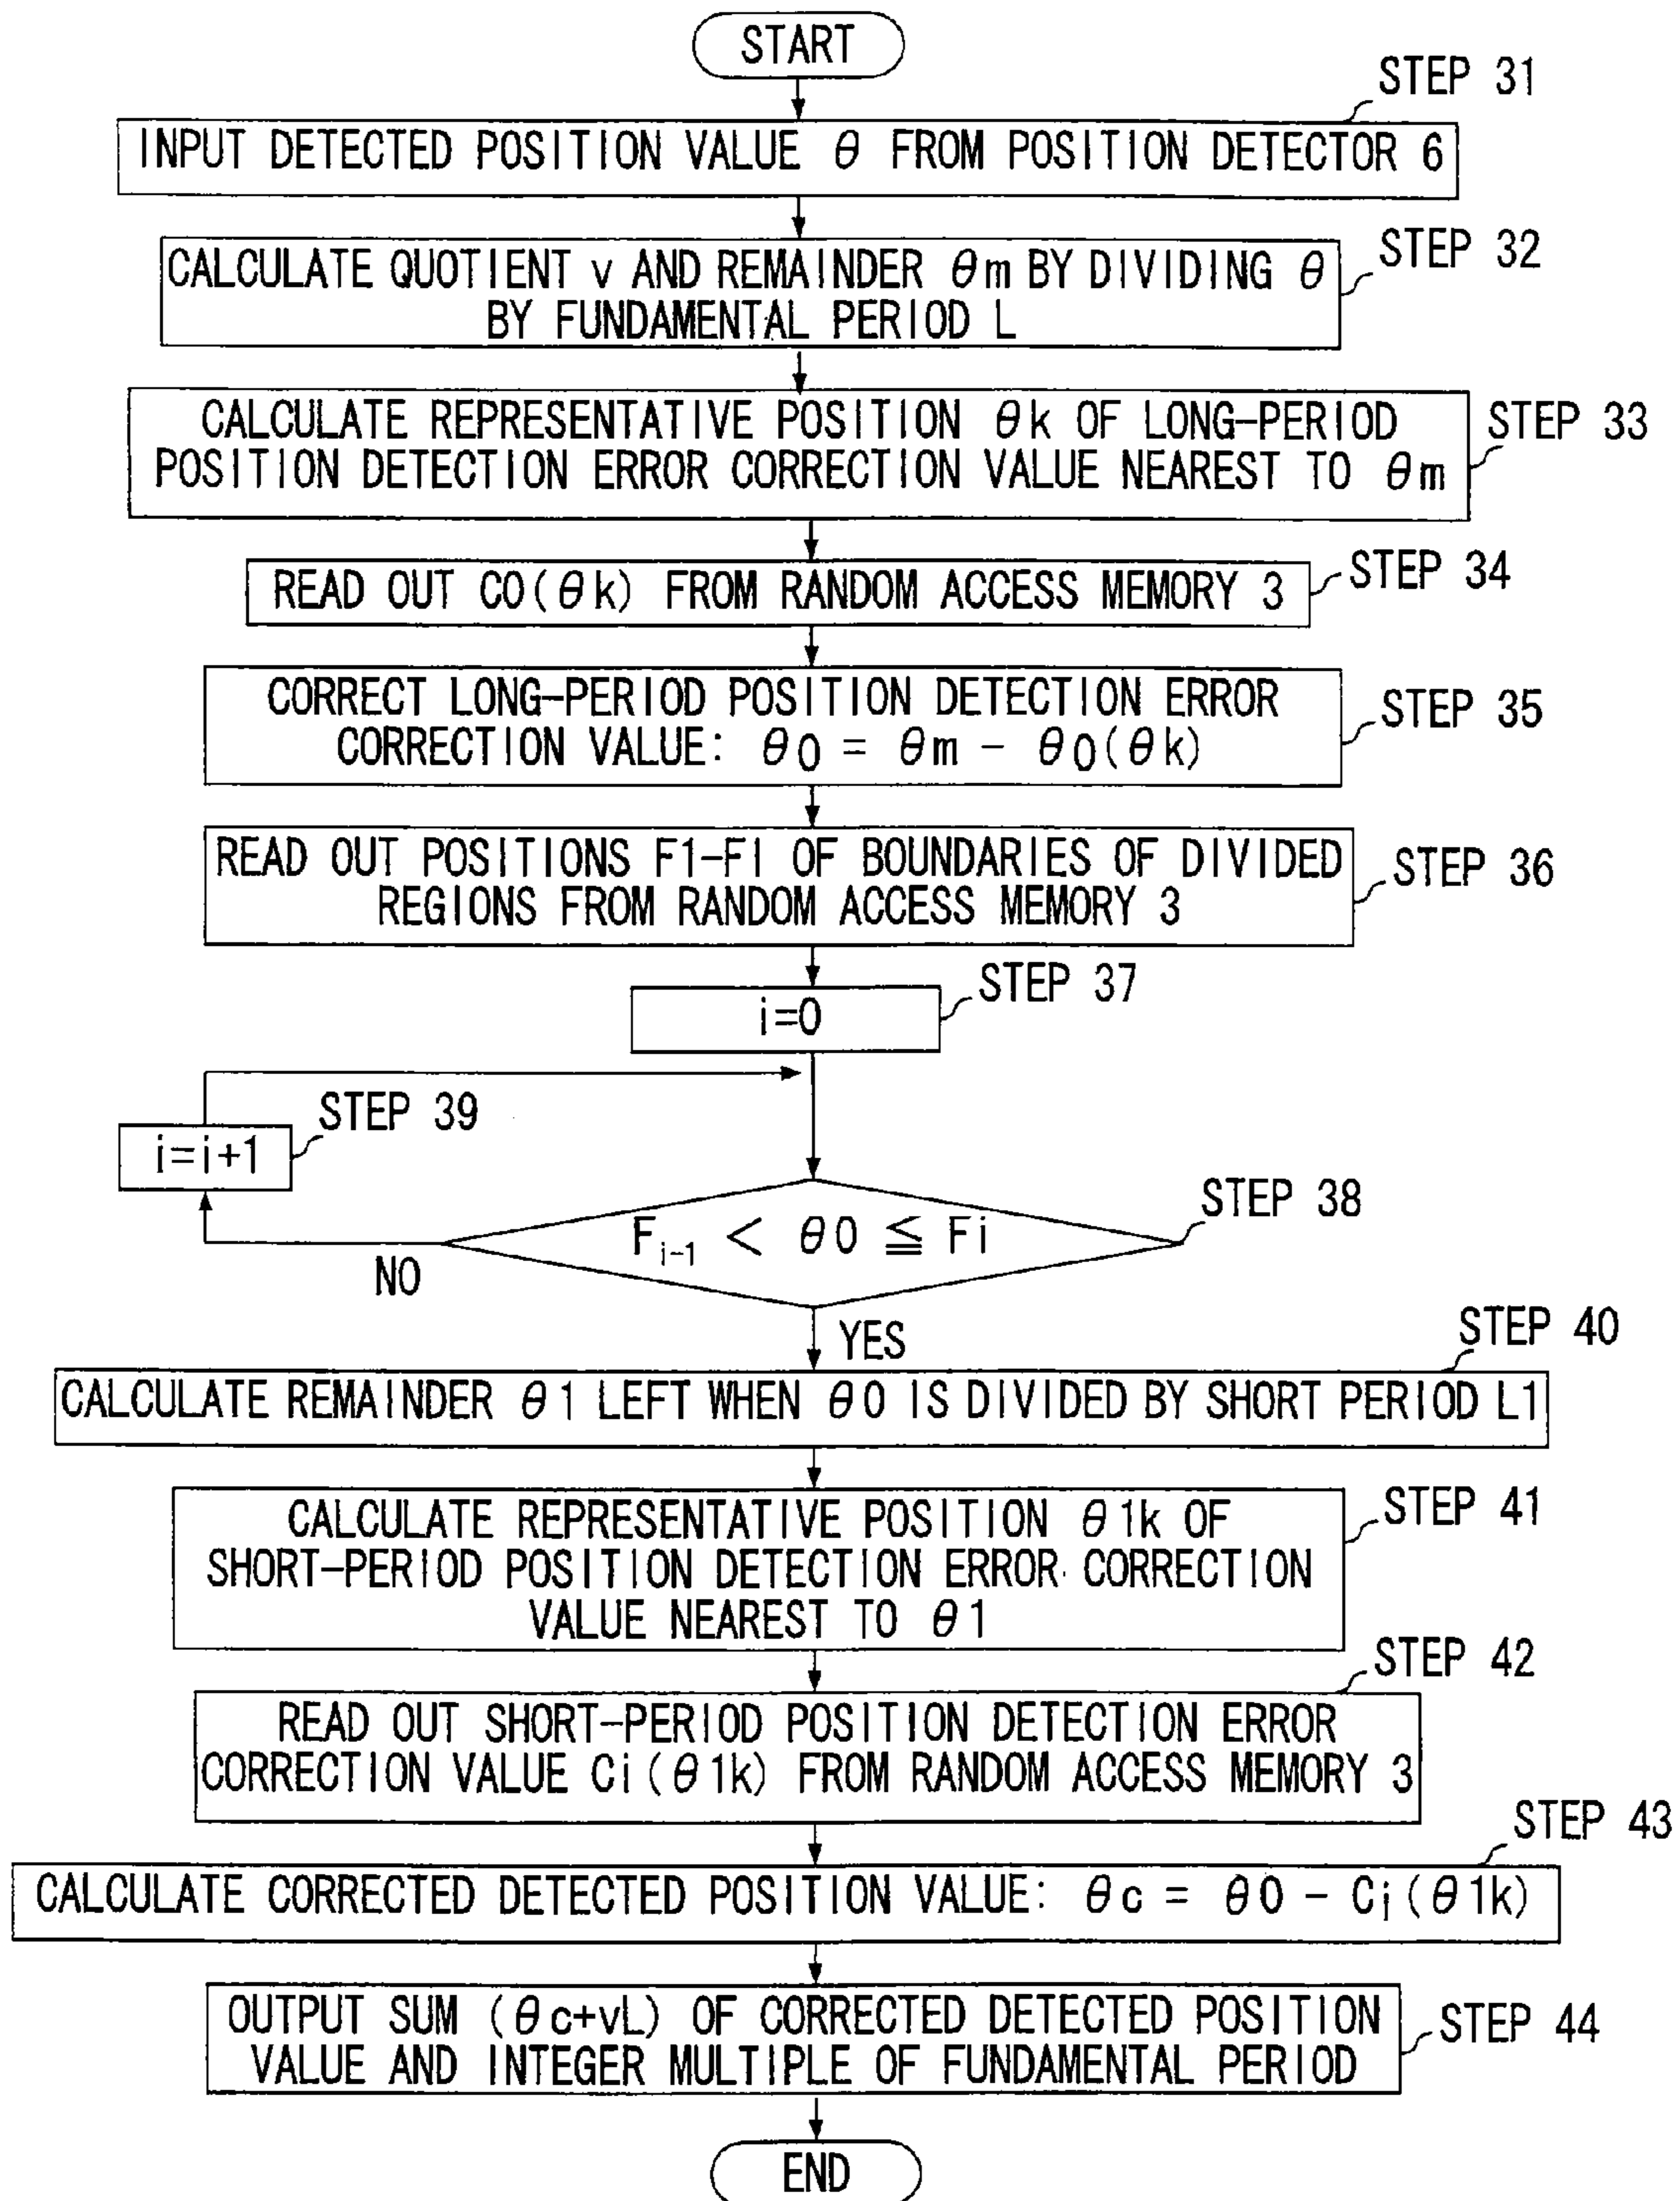 START
STEP 31
INPUT DETECTED POSITION VALUE θ FROM POSITION DETECTOR 6
STEP 32
CALCULATE QUOTIENT v AND REMAINDER θm BY DIVIDING θ
BY FUNDAMENTAL PERIOD L
STEP 33
CALCULATE REPRESENTATIVE POSITION θk OF LONG-PERIOD
POSITION DETECTION ERROR CORRECTION VALUE NEAREST TO θm
STEP 34
READ OUT CO(θk) FROM RANDOM ACCESS MEMORY 3
STEP 35
CORRECT LONG-PERIOD POSITION DETECTION ERROR
CORRECTION VALUE: θ0 = θm - θ0(θk)
STEP 36
READ OUT POSITIONS F1-FI OF BOUNDARIES OF DIVIDED
REGIONS FROM RANDOM ACCESS MEMORY 3
STEP 37
i=0
STEP 39
i=i+1
STEP 38
Fi-1 < θ0 ≦ Fi
NO
YES
STEP 40
CALCULATE REMAINDER θ1 LEFT WHEN θ0 IS DIVIDED BY SHORT PERIOD L1
STEP 41
CALCULATE REPRESENTATIVE POSITION θ1k OF
SHORT-PERIOD POSITION DETECTION ERROR CORRECTION
VALUE NEAREST TO θ1
STEP 42
READ OUT SHORT-PERIOD POSITION DETECTION ERROR
CORRECTION VALUE Ci(θ1k) FROM RANDOM ACCESS MEMORY 3
STEP 43
CALCULATE CORRECTED DETECTED POSITION VALUE: θc = θ0 - Ci(θ1k)
STEP 44
OUTPUT SUM (θc+vL) OF CORRECTED DETECTED POSITION
VALUE AND INTEGER MULTIPLE OF FUNDAMENTAL PERIOD
END